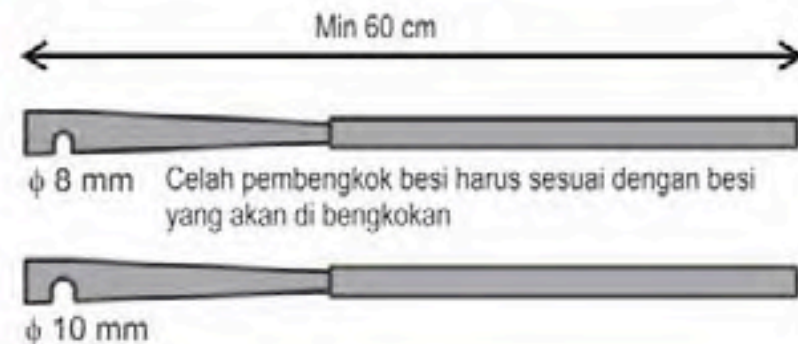 Min 60 cm
ϕ 8 mm
Celah pembengkok besi harus sesuai dengan besi
yang akan di bengkokan
ϕ 10 mm